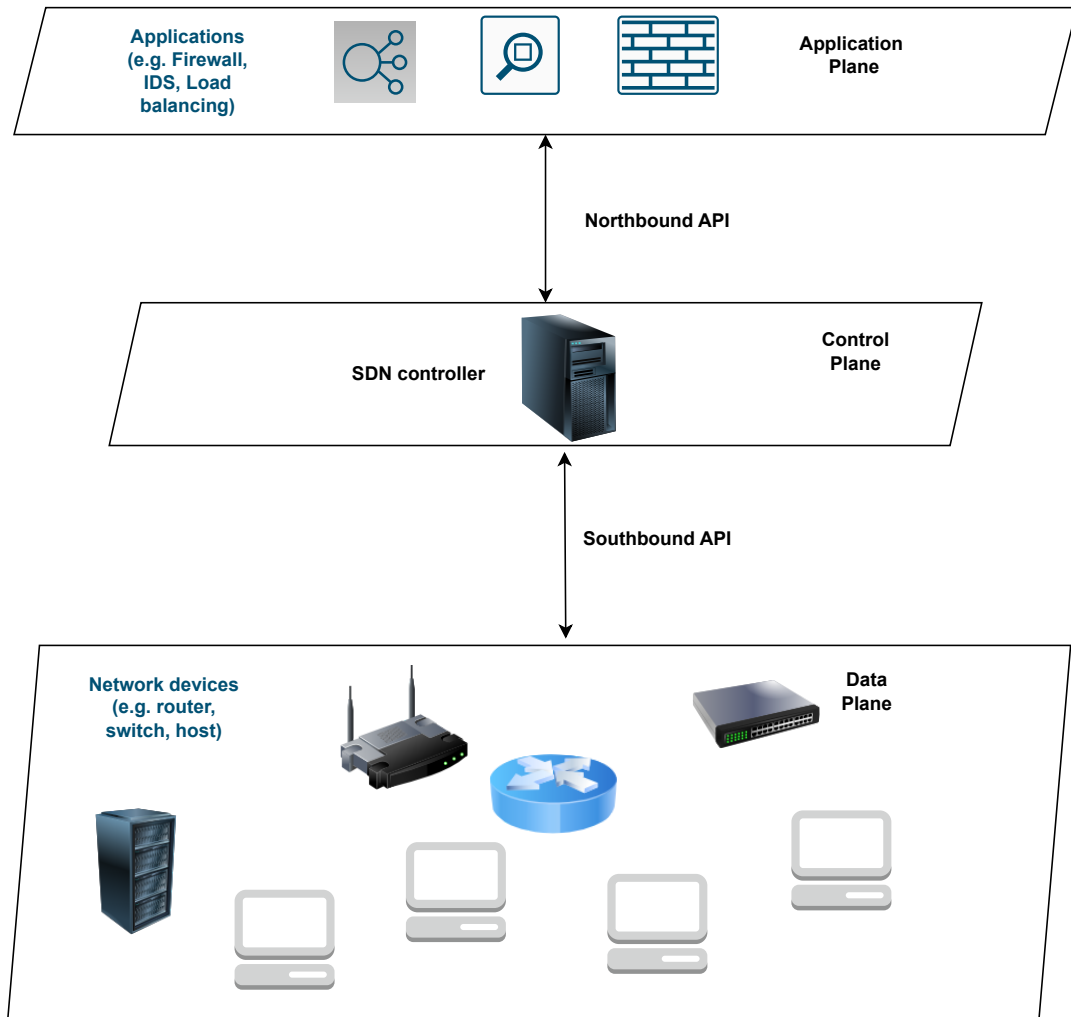 Applications
(e.g. Firewall,
IDS, Load
balancing)
Application
Plane
Northbound API
SDN controller
Control
Plane
Southbound API
Network devices
(e.g. router,
switch, host)
Data
Plane